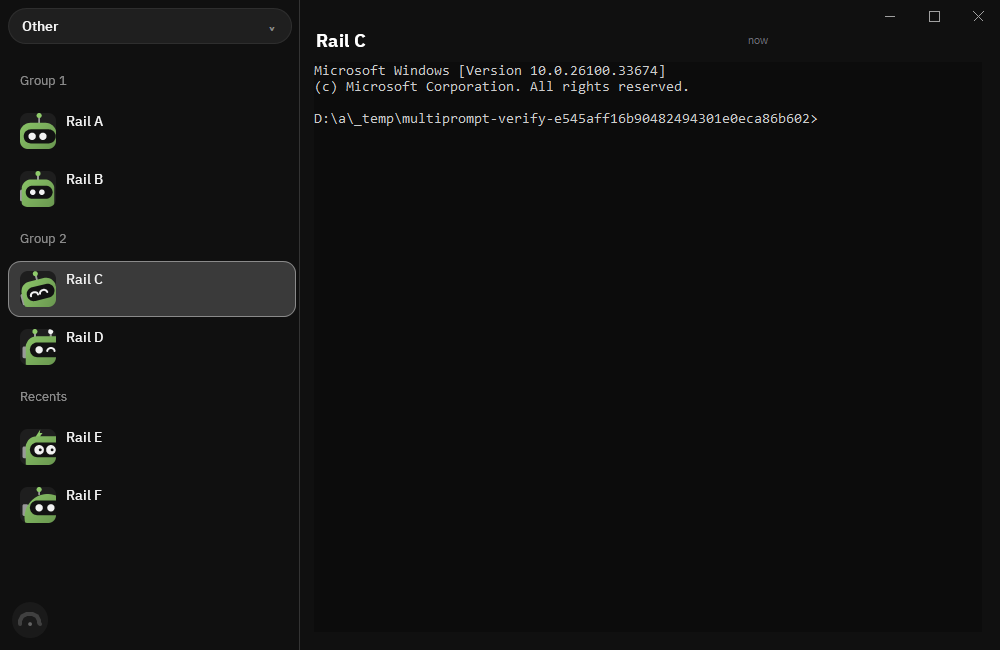 Other
Group 1
Rail A
Rail B
Group 2
Rail C
Rail D
Recents
Rail E
Rail F
Rail C
now
Microsoft Windows [Version 10.0.26100.33674]
(c) Microsoft Corporation. All rights reserved.
D:\a\_temp\multiprompt-verify-e545aff16b90482494301e0eca86b602>